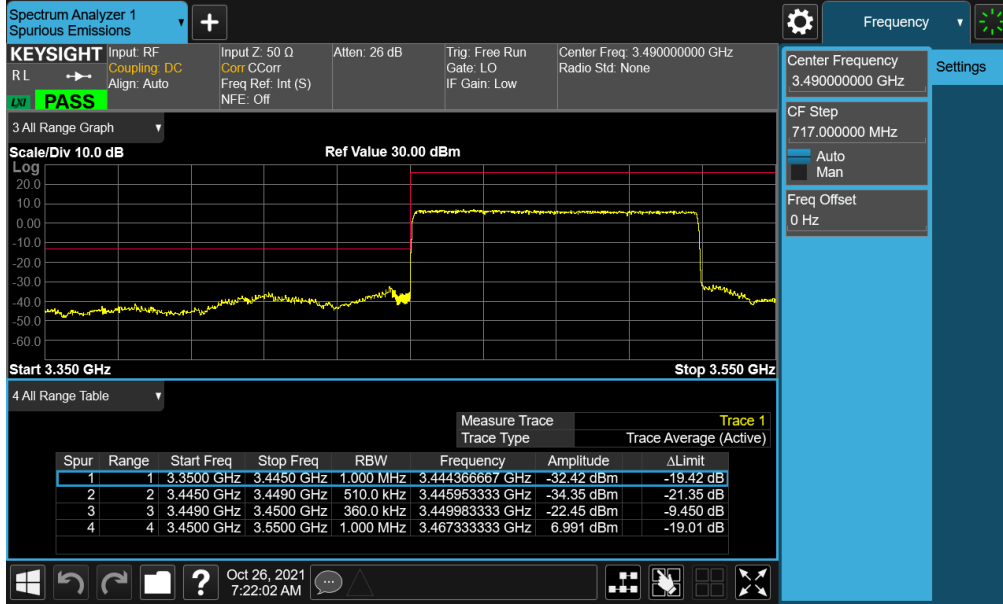 Spectrum Analyzer 1
Spurious Emissions
+
Frequency
KEYSIGHT
RL
LXI
PASS
Input: RF
Coupling: DC
Align: Auto
Input Z: 50 Ω
Corr CCorr
Freq Ref: Int (S)
NFE: Off
Atten: 26 dB
Trig: Free Run
Gate: LO
IF Gain: Low
Center Freq: 3.490000000 GHz
Radio Std: None
Center Frequency
3.490000000 GHz
Settings
CF Step
717.000000 MHz
Auto
Man
Freq Offset
0 Hz
3 All Range Graph
Scale/Div 10.0 dB Ref Value 30.00 dBm
Log
20.0
10.0
0.00
-10.0
-20.0
-30.0
-40.0
-50.0
-60.0
Start 3.350 GHz Stop 3.550 GHz
4 All Range Table
Measure Trace Trace 1
Trace Type Trace Average (Active)
Spur Range Start Freq Stop Freq RBW Frequency Amplitude ΔLimit
1 1 3.3500 GHz 3.4450 GHz 1.000 MHz 3.444366667 GHz -32.42 dBm -19.42 dB
2 2 3.4450 GHz 3.4490 GHz 510.0 kHz 3.445953333 GHz -34.35 dBm -21.35 dB
3 3 3.4490 GHz 3.4500 GHz 360.0 kHz 3.449983333 GHz -22.45 dBm -9.450 dB
4 4 3.4500 GHz 3.5500 GHz 1.000 MHz 3.467333333 GHz 6.991 dBm -19.01 dB
?
Oct 26, 2021
7:22:02 AM